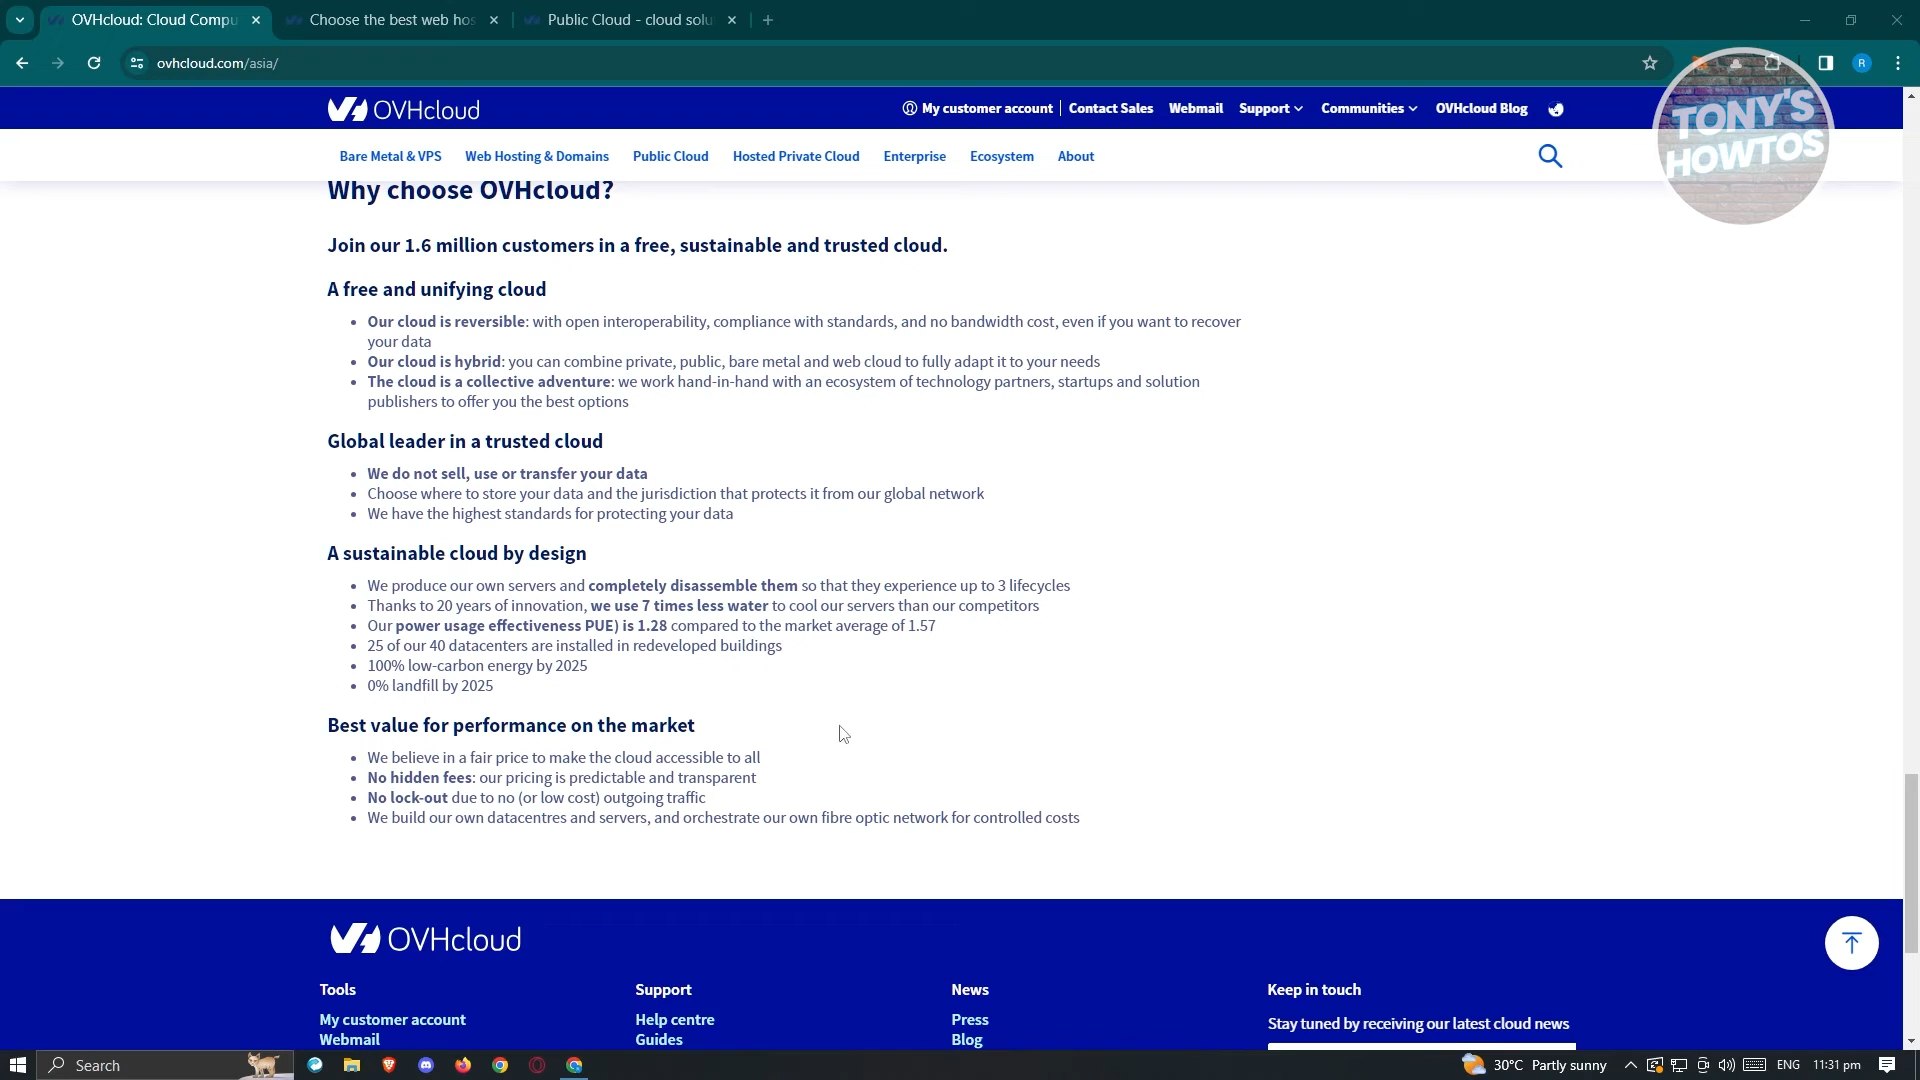 OVHcloud: Cloud Compu
Choose the best web hos
Public Cloud - cloud solu
ovhcloud.com/asia/
R
TONY'S
HOWTOS
OVHcloud
My customer account
Contact Sales
Webmail
Support
Communities
OVHcloud Blog
Bare Metal & VPS
Web Hosting & Domains
Public Cloud
Hosted Private Cloud
Enterprise
Ecosystem
About
Why choose OVHcloud?
Join our 1.6 million customers in a free, sustainable and trusted cloud.
A free and unifying cloud
• Our cloud is reversible: with open interoperability, compliance with standards, and no bandwidth cost, even if you want to recover
your data
• Our cloud is hybrid: you can combine private, public, bare metal and web cloud to fully adapt it to your needs
• The cloud is a collective adventure: we work hand-in-hand with an ecosystem of technology partners, startups and solution
publishers to offer you the best options
Global leader in a trusted cloud
• We do not sell, use or transfer your data
• Choose where to store your data and the jurisdiction that protects it from our global network
• We have the highest standards for protecting your data
A sustainable cloud by design
• We produce our own servers and completely disassemble them so that they experience up to 3 lifecycles
• Thanks to 20 years of innovation, we use 7 times less water to cool our servers than our competitors
• Our power usage effectiveness PUE) is 1.28 compared to the market average of 1.57
• 25 of our 40 datacenters are installed in redeveloped buildings
• 100% low-carbon energy by 2025
• 0% landfill by 2025
Best value for performance on the market
• We believe in a fair price to make the cloud accessible to all
• No hidden fees: our pricing is predictable and transparent
• No lock-out due to no (or low cost) outgoing traffic
• We build our own datacentres and servers, and orchestrate our own fibre optic network for controlled costs
OVHcloud
Tools
Support
News
Keep in touch
My customer account
Help centre
Press
Stay tuned by receiving our latest cloud news
Webmail
Guides
Blog
Search
30°C Partly sunny
ENG
11:31 pm